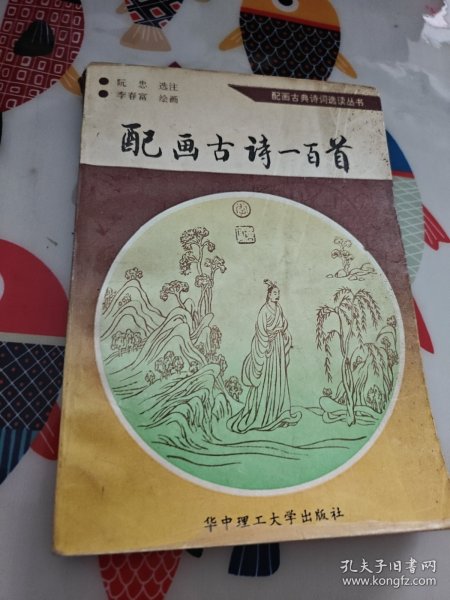 阮忠 选注
李春富 绘画
配画古典诗词选读丛书
配画古诗一百首
华中理工大学出版社
孔夫子旧书网
www.kongfz.com